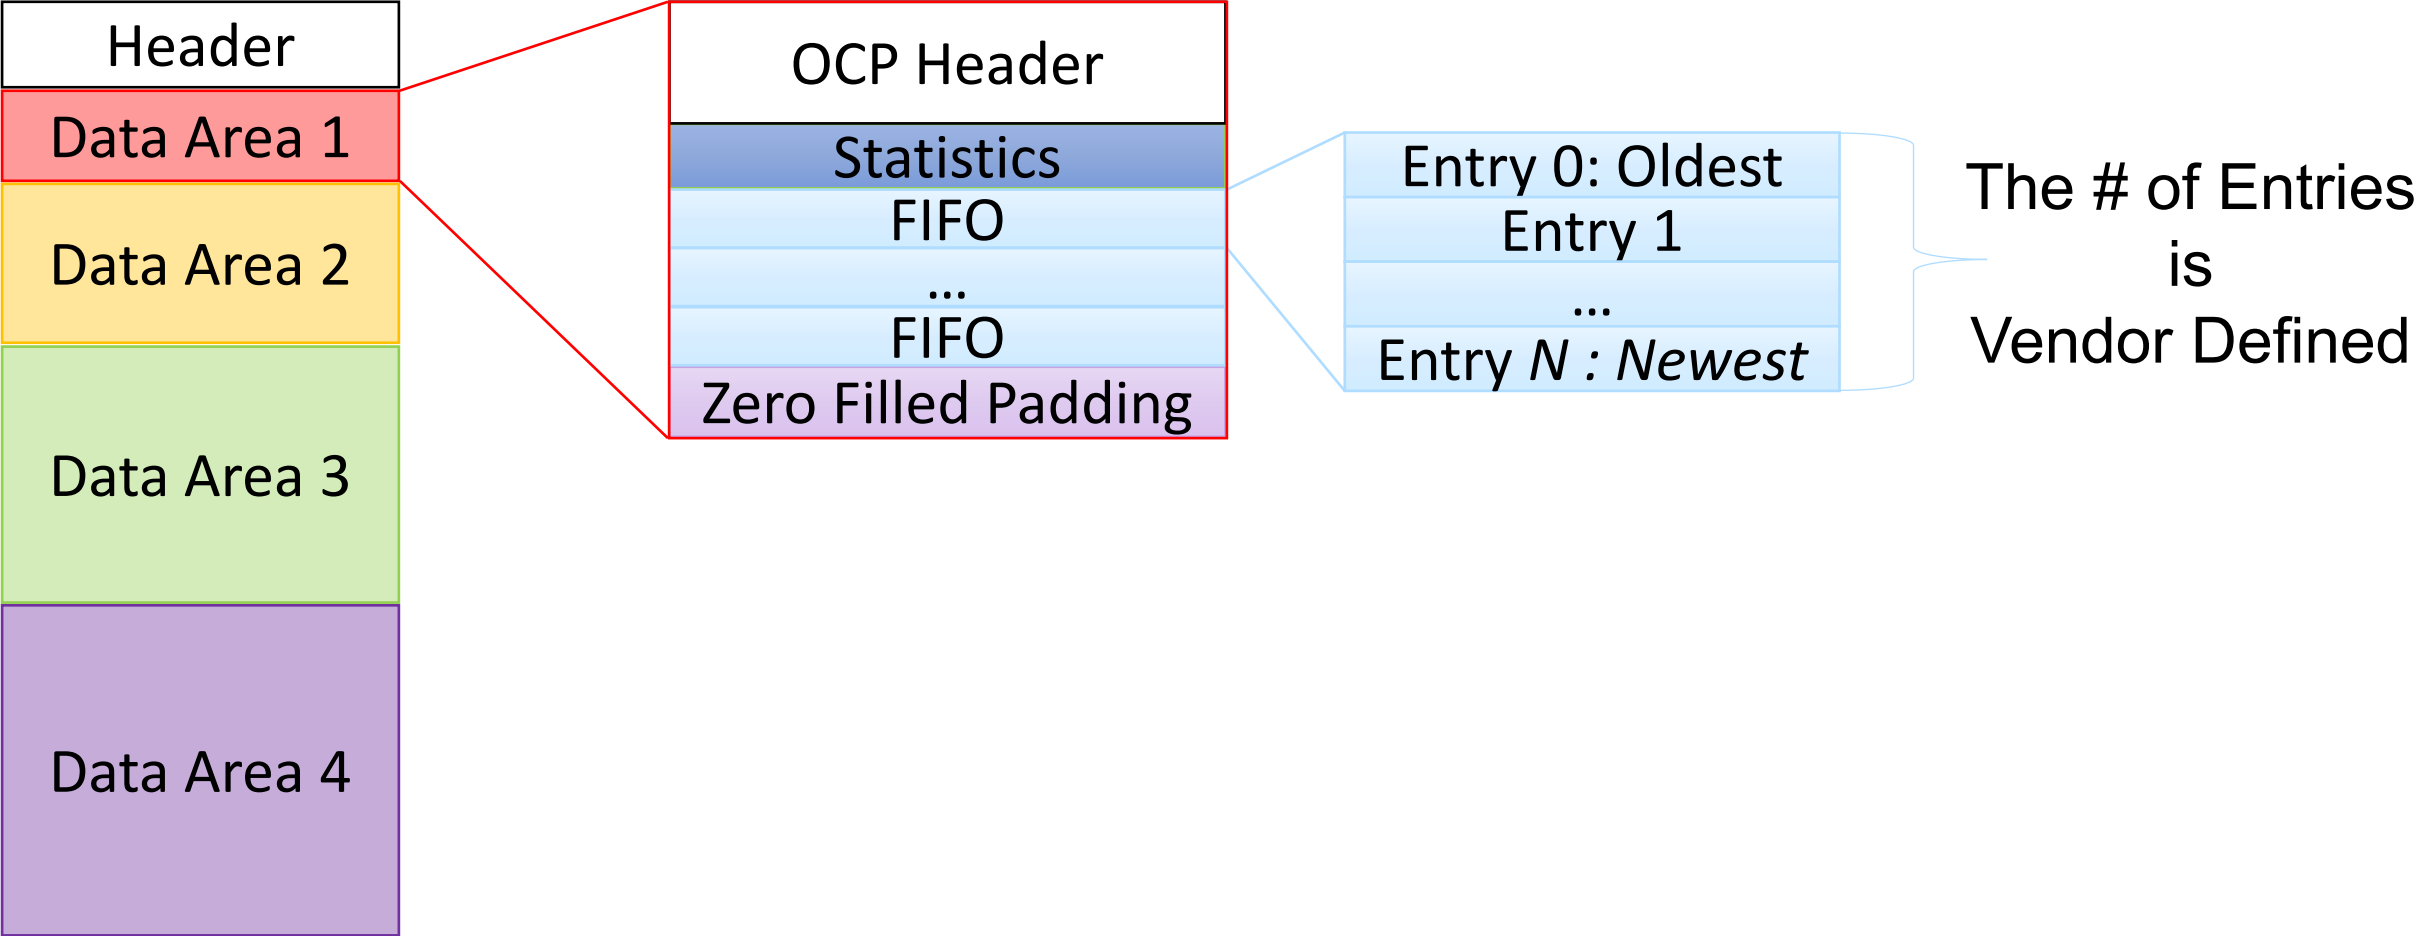 Header
Data Area 1
Data Area 2
Data Area 3
Data Area 4
OCP Header
Statistics
FIFO
...
FIFO
Zero Filled Padding
Entry 0: Oldest
Entry 1
...
Entry N : Newest
The # of Entries
is
Vendor Defined